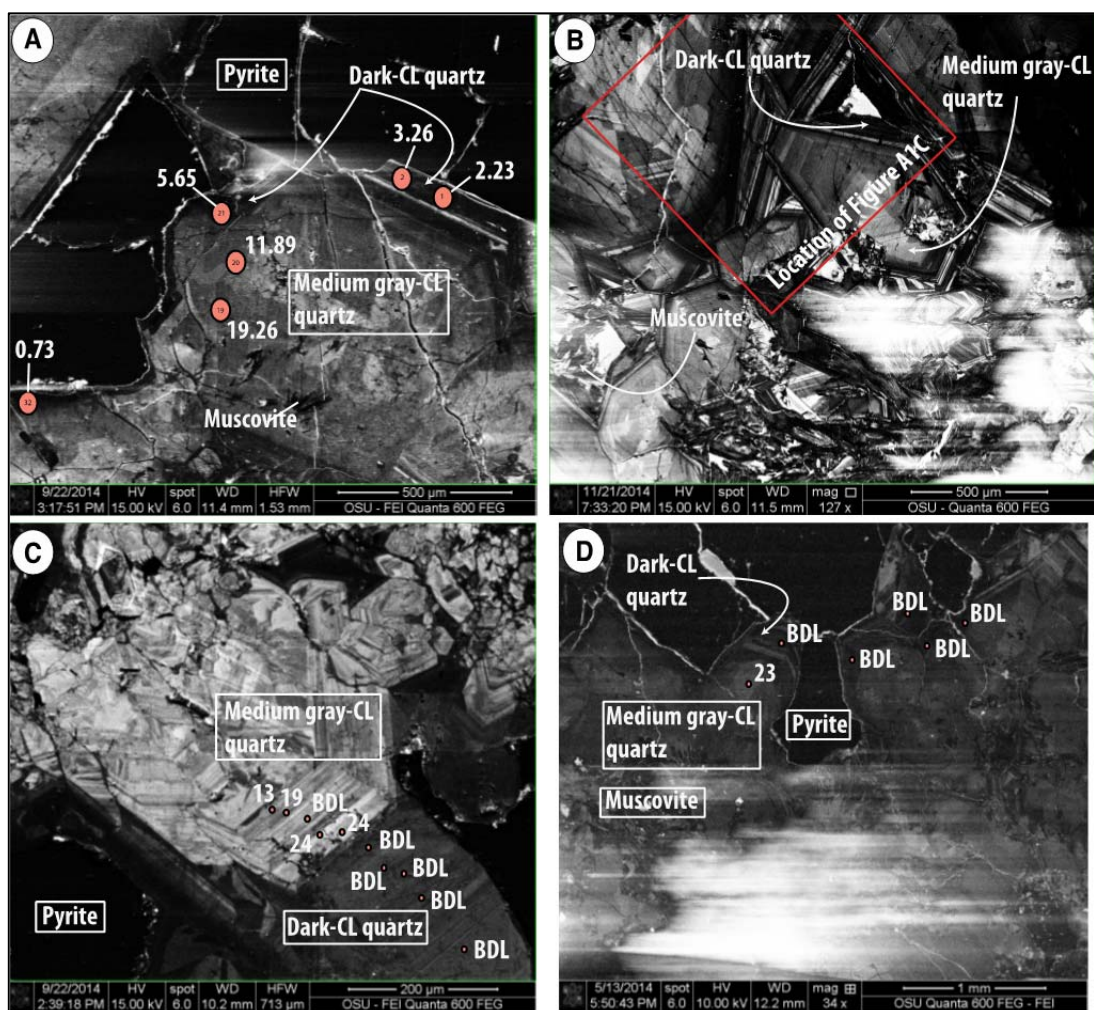 A
Pyrite
Dark-CL quartz
3.26
2
2.23
1
5.65
21
11.89
20
Medium gray-CL
quartz
19
19.26
0.73
32
Muscovite
9/22/2014 HV spot WD HFW 500 µm
3:17:51 PM 15.00 kV 6.0 11.4 mm 1.53 mm OSU - FEI Quanta 600 FEG
B
Dark-CL quartz
Medium gray-CL
quartz
Location of Figure A1C
Muscovite
11/21/2014 HV spot WD mag 500 µm
7:33:20 PM 15.00 kV 6.0 11.5 mm 127 x OSU - FEI Quanta 600 FEG
C
Medium gray-CL
quartz
13
19
BDL
24
24
BDL
BDL
BDL
BDL
Pyrite
Dark-CL quartz
BDL
9/22/2014 HV spot WD HFW 200 µm
2:39:18 PM 15.00 kV 6.0 10.2 mm 713 µm OSU - FEI Quanta 600 FEG
D
Dark-CL
quartz
BDL
BDL
BDL
BDL
BDL
23
Medium gray-CL
quartz
Pyrite
Muscovite
5/13/2014 spot HV WD mag 1 mm
5:50:43 PM 6.0 10.00 kV 12.2 mm 34 x OSU Quanta 600 FEG - FEI